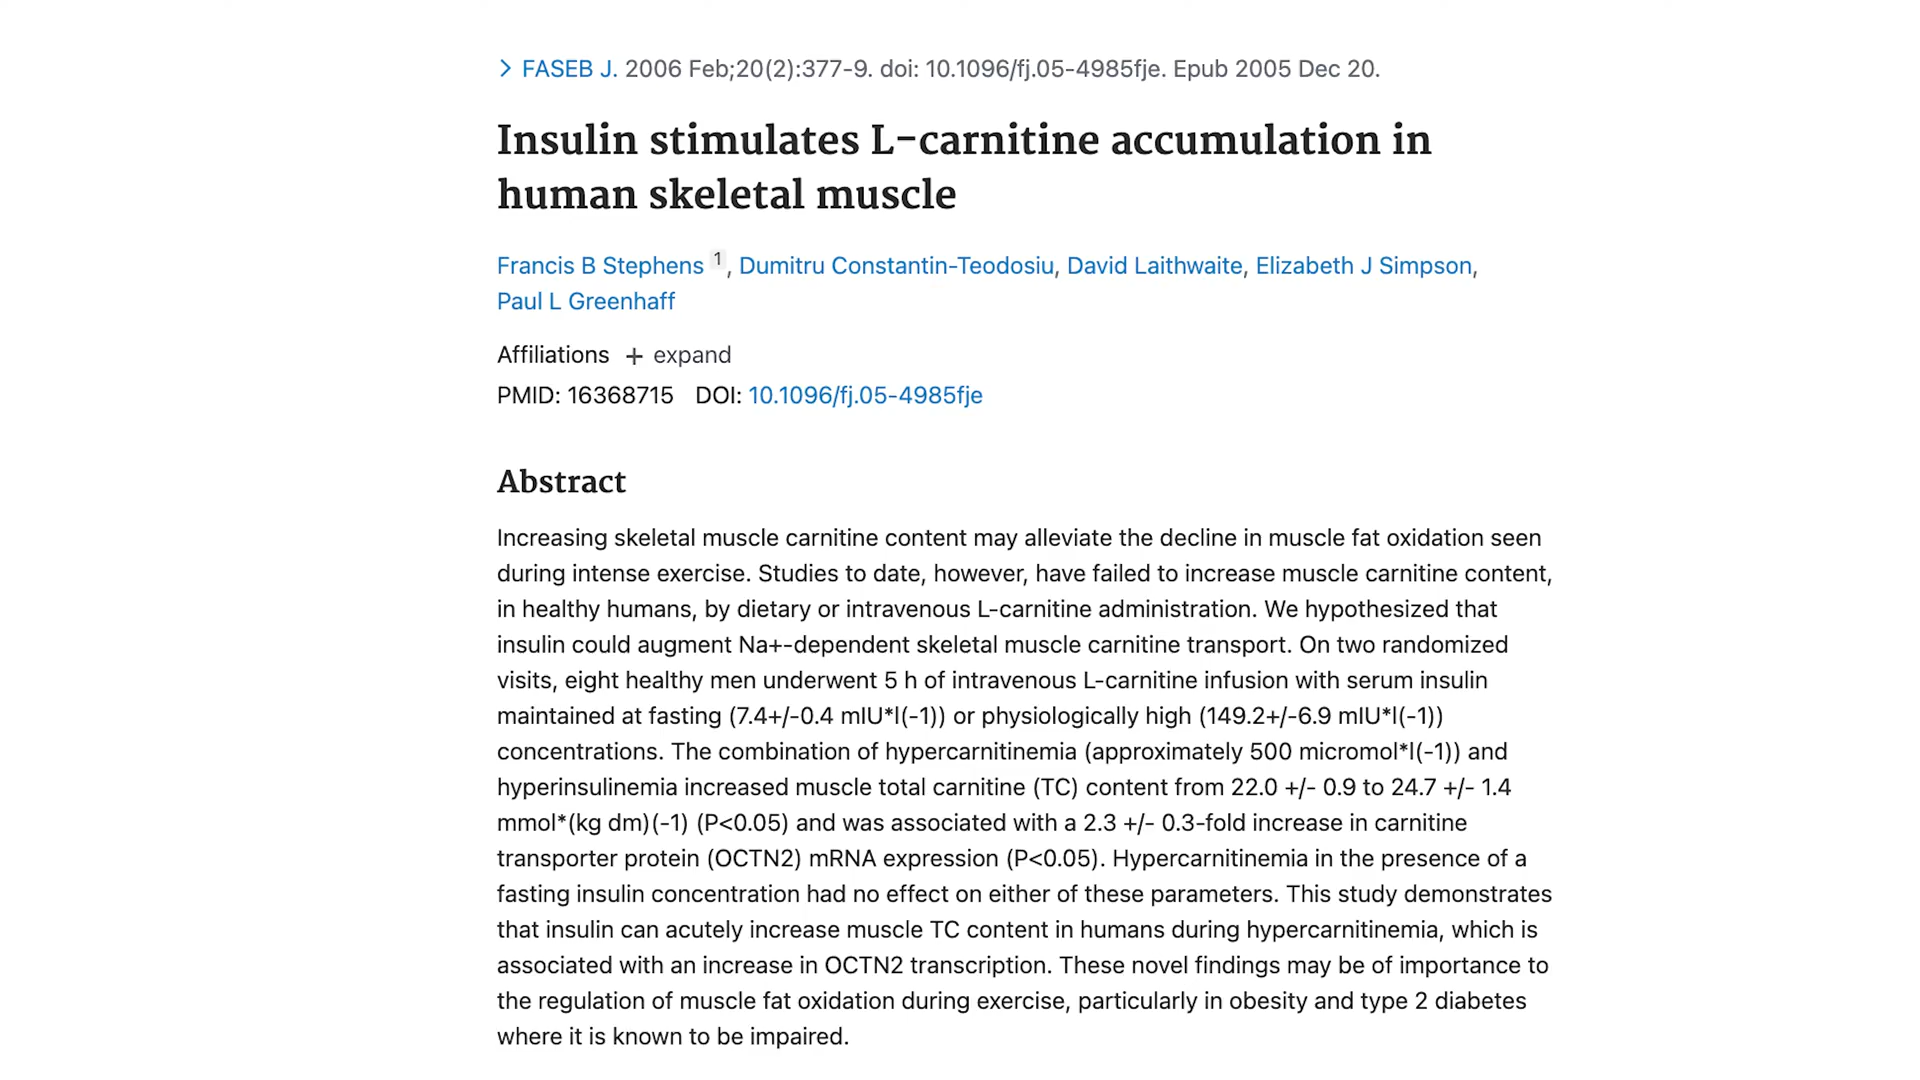 > FASEB J. 2006 Feb;20(2):377-9. doi: 10.1096/fj.05-4985fje. Epub 2005 Dec 20.
Insulin stimulates L-carnitine accumulation in
human skeletal muscle
Francis B Stephens 1, Dumitru Constantin-Teodosiu, David Laithwaite, Elizabeth J Simpson,
Paul L Greenhaff
Affiliations + expand
PMID: 16368715 DOI: 10.1096/fj.05-4985fje
Abstract
Increasing skeletal muscle carnitine content may alleviate the decline in muscle fat oxidation seen
during intense exercise. Studies to date, however, have failed to increase muscle carnitine content,
in healthy humans, by dietary or intravenous L-carnitine administration. We hypothesized that
insulin could augment Na+-dependent skeletal muscle carnitine transport. On two randomized
visits, eight healthy men underwent 5 h of intravenous L-carnitine infusion with serum insulin
maintained at fasting (7.4+/-0.4 mIU*l(-1)) or physiologically high (149.2+/-6.9 mIU*l(-1))
concentrations. The combination of hypercarnitinemia (approximately 500 micromol*l(-1)) and
hyperinsulinemia increased muscle total carnitine (TC) content from 22.0 +/- 0.9 to 24.7 +/- 1.4
mmol*(kg dm)(-1) (P<0.05) and was associated with a 2.3 +/- 0.3-fold increase in carnitine
transporter protein (OCTN2) mRNA expression (P<0.05). Hypercarnitinemia in the presence of a
fasting insulin concentration had no effect on either of these parameters. This study demonstrates
that insulin can acutely increase muscle TC content in humans during hypercarnitinemia, which is
associated with an increase in OCTN2 transcription. These novel findings may be of importance to
the regulation of muscle fat oxidation during exercise, particularly in obesity and type 2 diabetes
where it is known to be impaired.